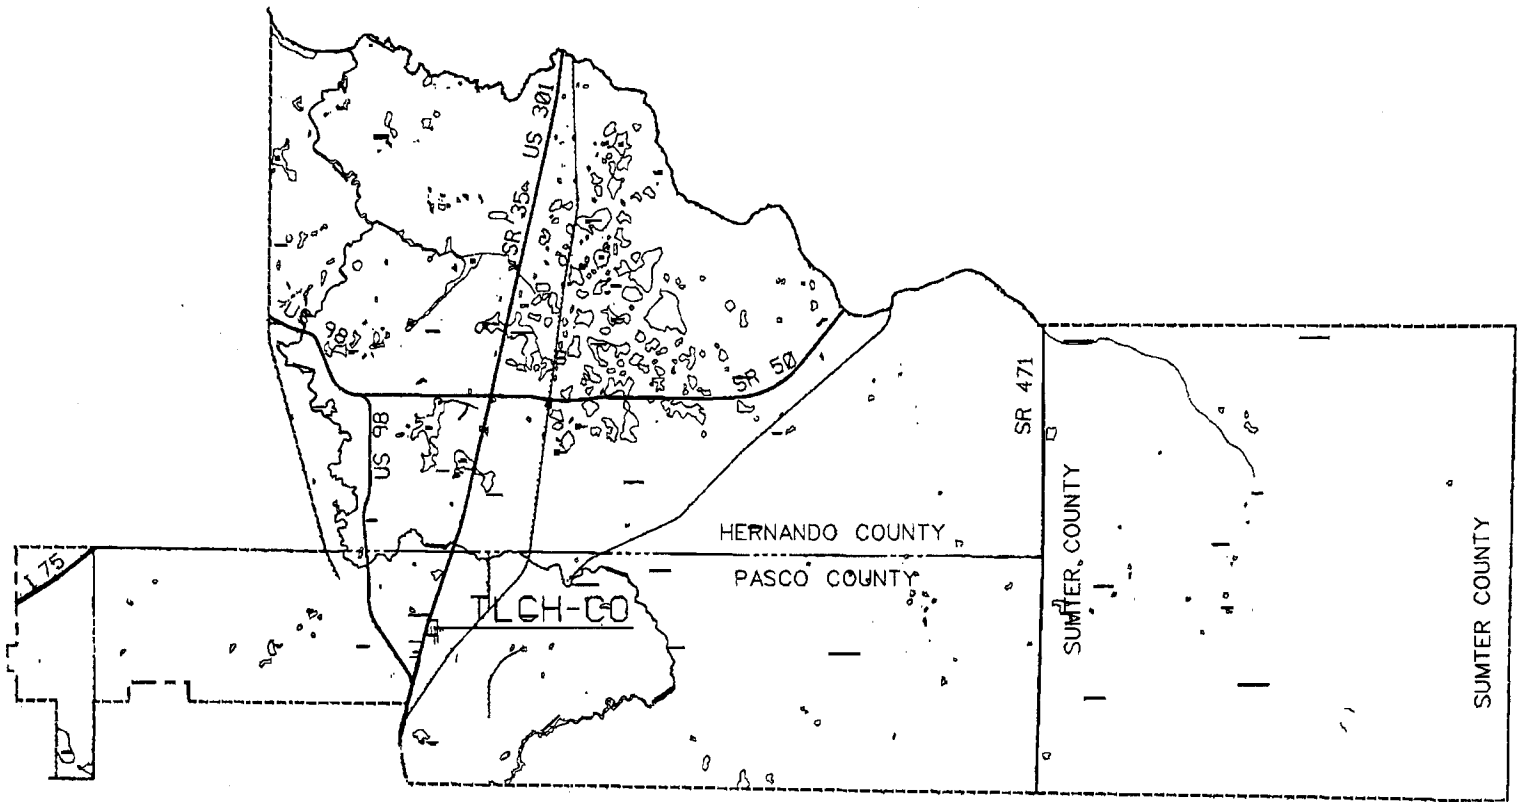 US 301
SR 35
98
SR 50
SR 471
US 98
HERNANDO COUNTY
PASCO COUNTY
I 75
TLCH-CO
SUMTER COUNTY
SUMTER COUNTY